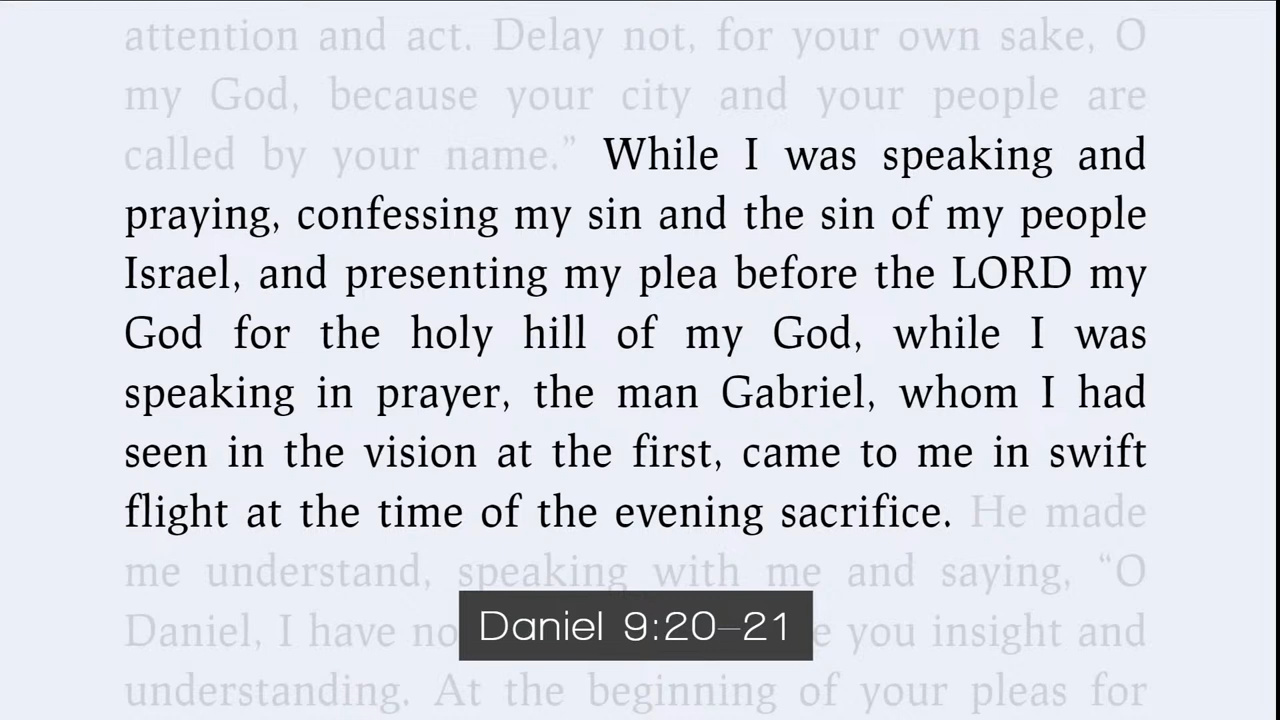 attention and act. Delay not, for your own sake, O
my God, because your city and your people are
called by your name.” While I was speaking and
praying, confessing my sin and the sin of my people
Israel, and presenting my plea before the LORD my
God for the holy hill of my God, while I was
speaking in prayer, the man Gabriel, whom I had
seen in the vision at the first, came to me in swift
flight at the time of the evening sacrifice. He made
me understand, speaking with me and saying, “O
Daniel, I have you insight and
Daniel 9:20–21
understanding. At the beginning of your pleas for